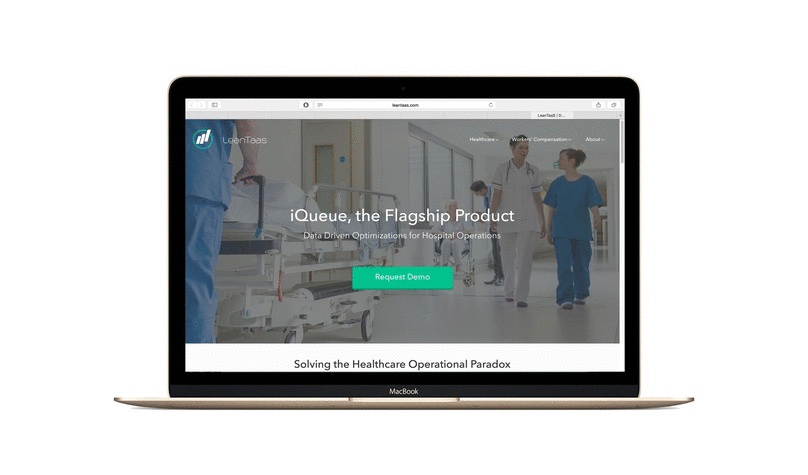 leantaas.com
LeanTaaS | D...
LeanTaas
Healthcare
Workers' Compensation
About
iQueue, the Flagship Product
Data Driven Optimizations for Hospital Operations
Request Demo
Solving the Healthcare Operational Paradox
MacBook